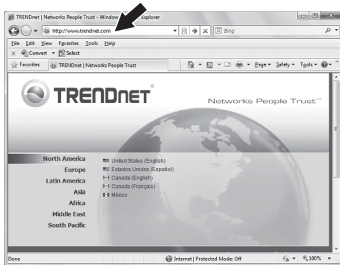 TRENDnet | Networks People Trust - Windows Internet Explorer
http://www.trendnet.com
Bing
File Edit View Favorites Tools Help
Convert Select
Favorites TRENDnet | Networks People Trust
Page Safety Tools
TRENDNET
Networks People Trust™
North America
United States (English)
Europe
Estados Unidos (Español)
Latin America
Canada (English)
Canada (Français)
Asia
México
Africa
Middle East
South Pacific
Done
Internet | Protected Mode: Off
100%